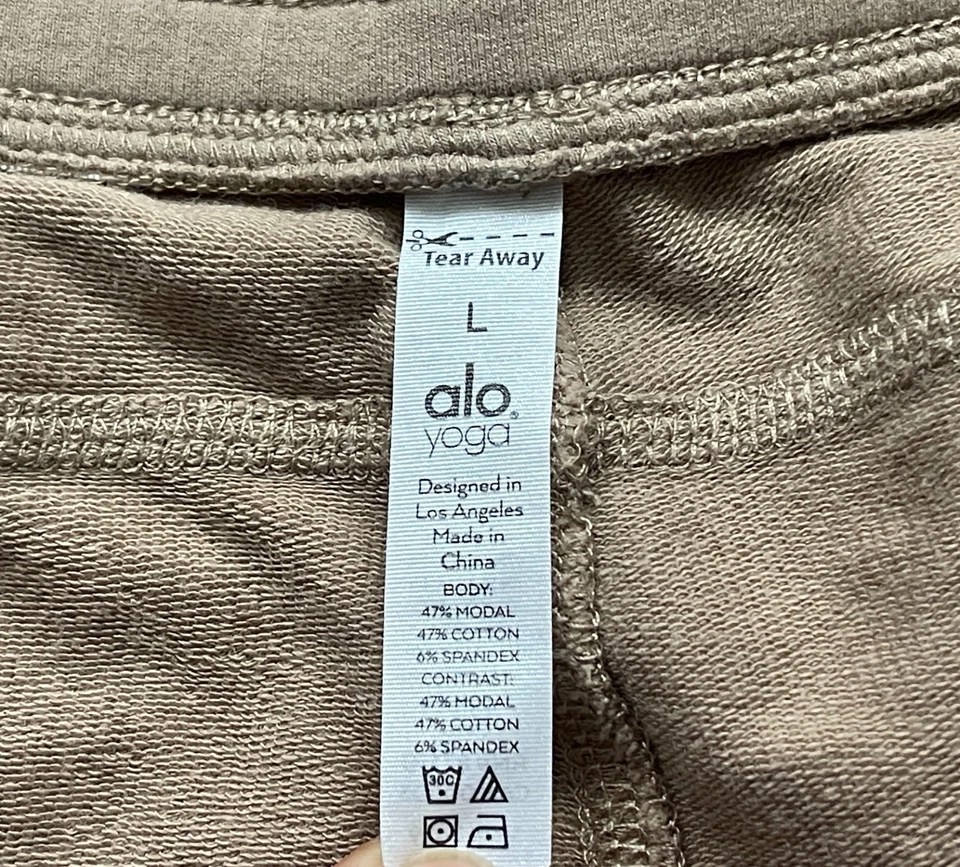 Tear Away
L
alo®
yoga
Designed in
Los Angeles
Made in
China
BODY:
47% MODAL
47% COTTON
6% SPANDEX
CONTRAST:
47% MODAL
47% COTTON
6% SPANDEX
30C